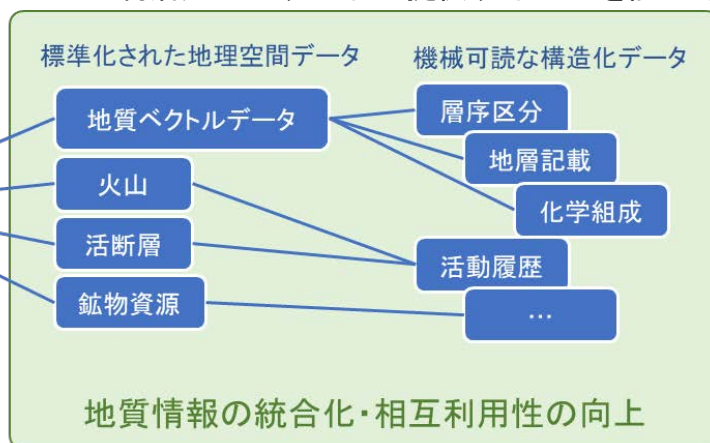 標準化された地理空間データ
機械可読な構造化データ
地質ベクトルデータ
火山
活断層
鉱物資源
層序区分
地層記載
化学組成
活動履歴
…
地質情報の統合化・相互利用性の向上